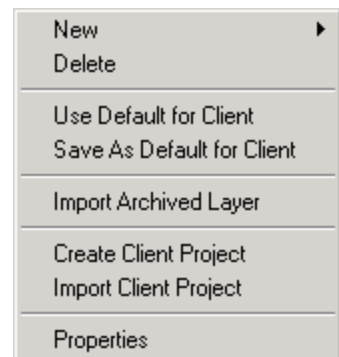 New
Delete
Use Default for Client
Save As Default for Client
Import Archived Layer
Create Client Project
Import Client Project
Properties